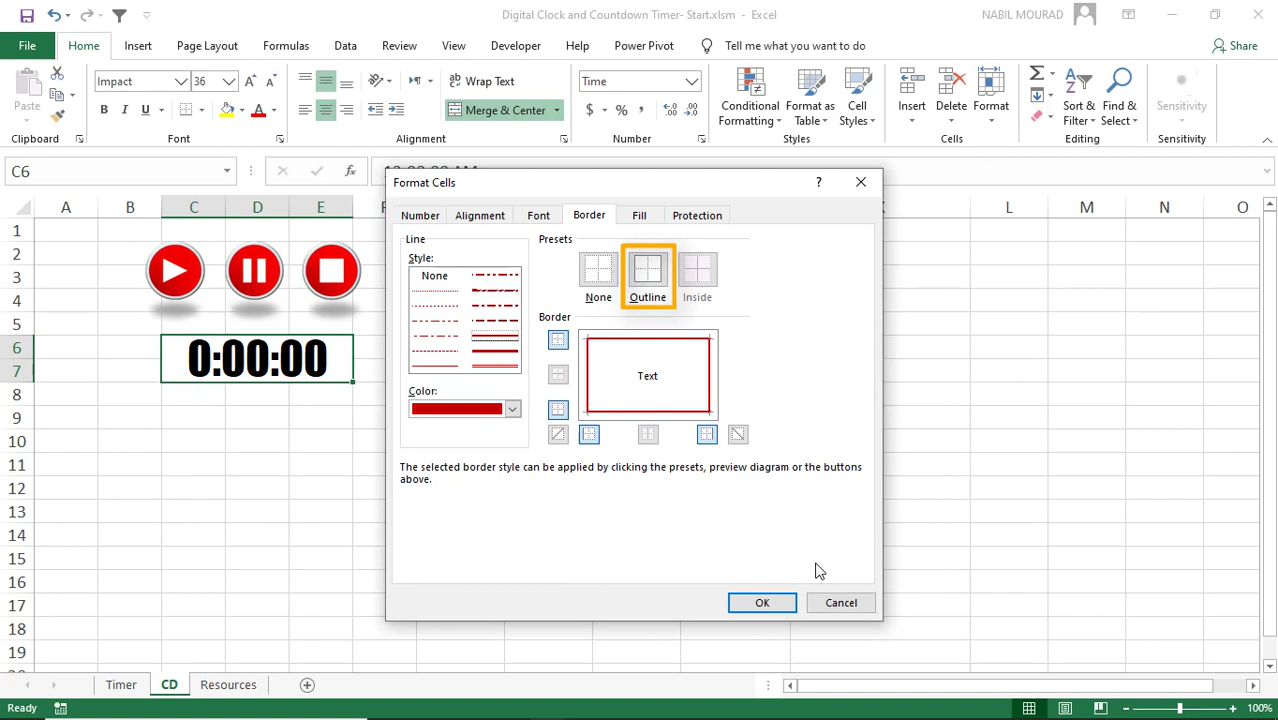 Digital Clock and Countdown Timer- Start.xlsm - Excel
NABIL MOURAD
File Home Insert Page Layout Formulas Data Review View Developer Help Power Pivot Tell me what you want to do Share
Paste
Clipboard
Impact 36
B I U A
Font
Wrap Text
Merge & Center
Alignment
Time
$ % ,
Number
Conditional Formatting
Format as Table
Cell Styles
Styles
Insert Delete Format
Cells
Sort & Filter
Find & Select
Editing
Sensitivity
Sensitivity
C6
fx
A B C D E F L M N O
1
2
3
4
5
6
7
8
9
10
11
12
13
14
15
16
17
18
19
0:00:00
Format Cells
? 
Number Alignment Font Border Fill Protection
Line
Style:
None
Color:
Presets
None Outline Inside
Border
Text
The selected border style can be applied by clicking the presets, preview diagram or the buttons
above.
OK Cancel
Timer CD Resources
Ready
100%